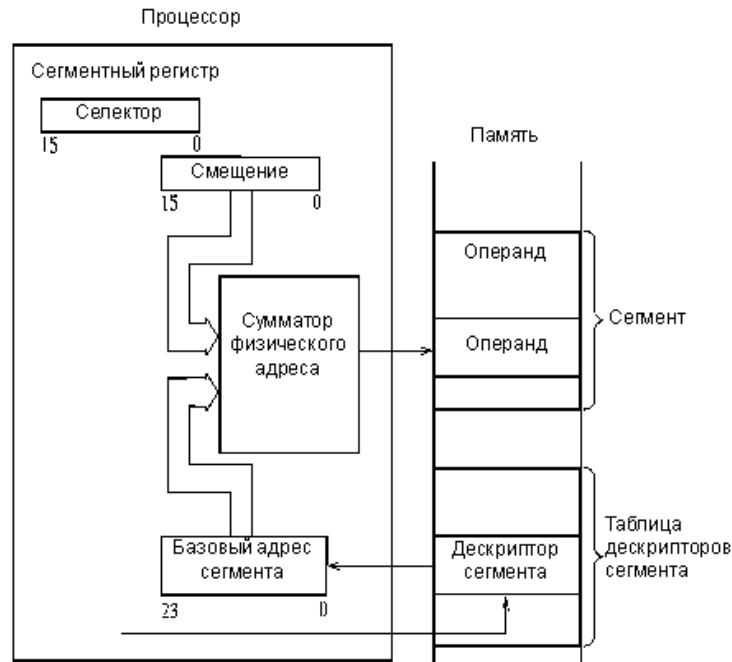 Процессор
Сегментный регистр
Селектор
15 0
Смещение
15 0
Сумматор
физического
адреса
Базовый адрес
сегмента
23 0
Память
Операнд
Операнд
Сегмент
Дескриптор
сегмента
Таблица
дескрипторов
сегмента